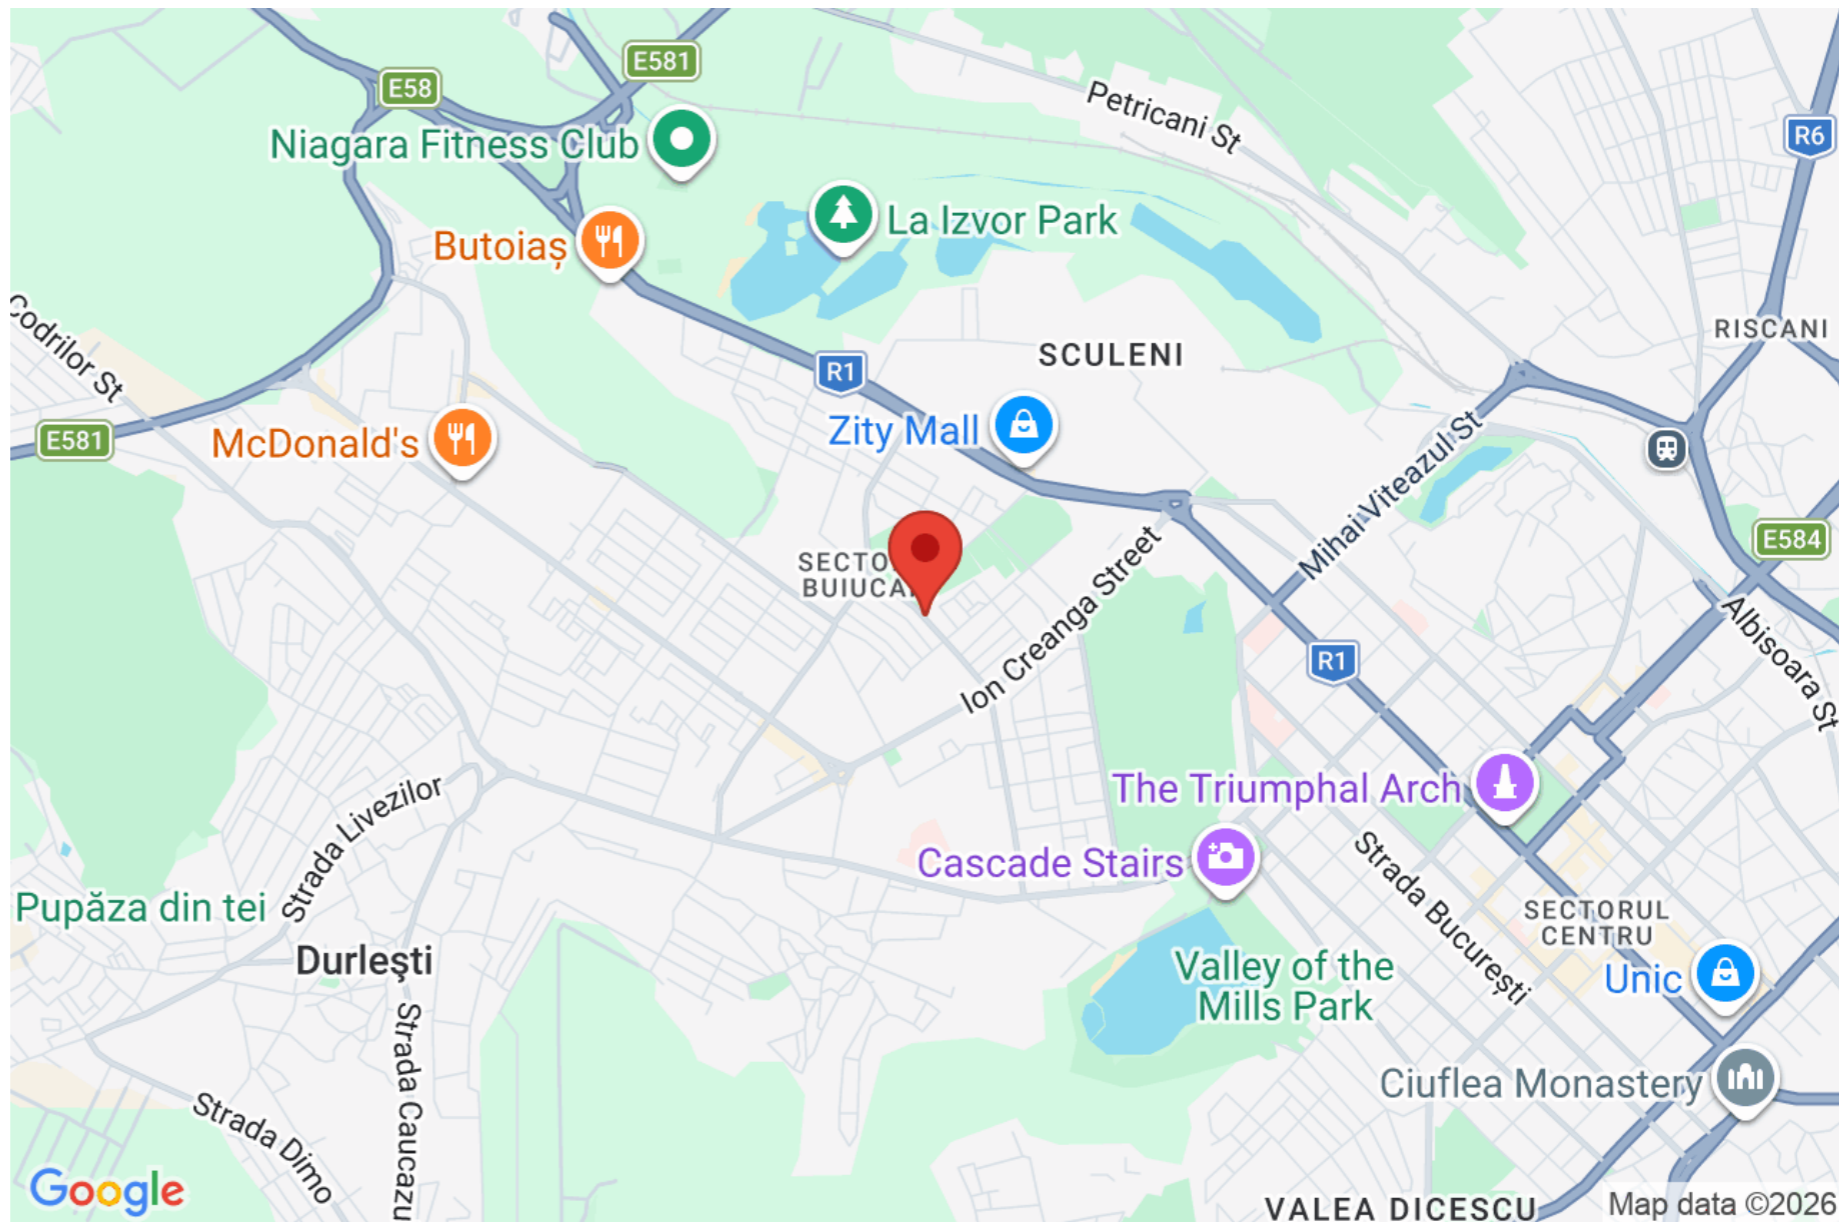 E581
E58
Petricani St
R6
Niagara Fitness Club
La Izvor Park
Butoiaș
Codrilor St
RISCANI
SCULENI
R1
Zity Mall
E581
McDonald's
Mihai Viteazul St
E584
SECTO
BUIUCA
Ion Creanga Street
Albisoara St
R1
Strada Livezilor
The Triumphal Arch
Cascade Stairs
Strada București
Pupăza din tei
SECTORUL
CENTRU
Durleşti
Valley of the
Mills Park
Unic
Strada Caucazu
Ciuflea Monastery
Strada Dimo
Google
VALEA DICESCU
Map data ©2026